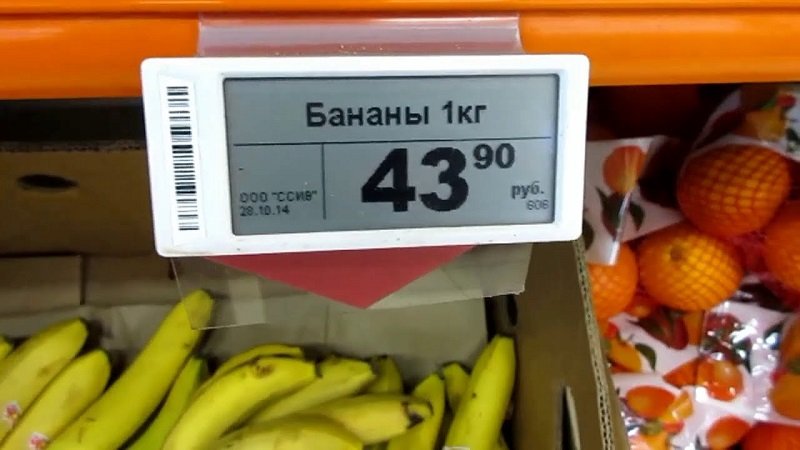 Бананы 1кг
43 90
руб.
ООО "ССИВ"
28.10.14
606